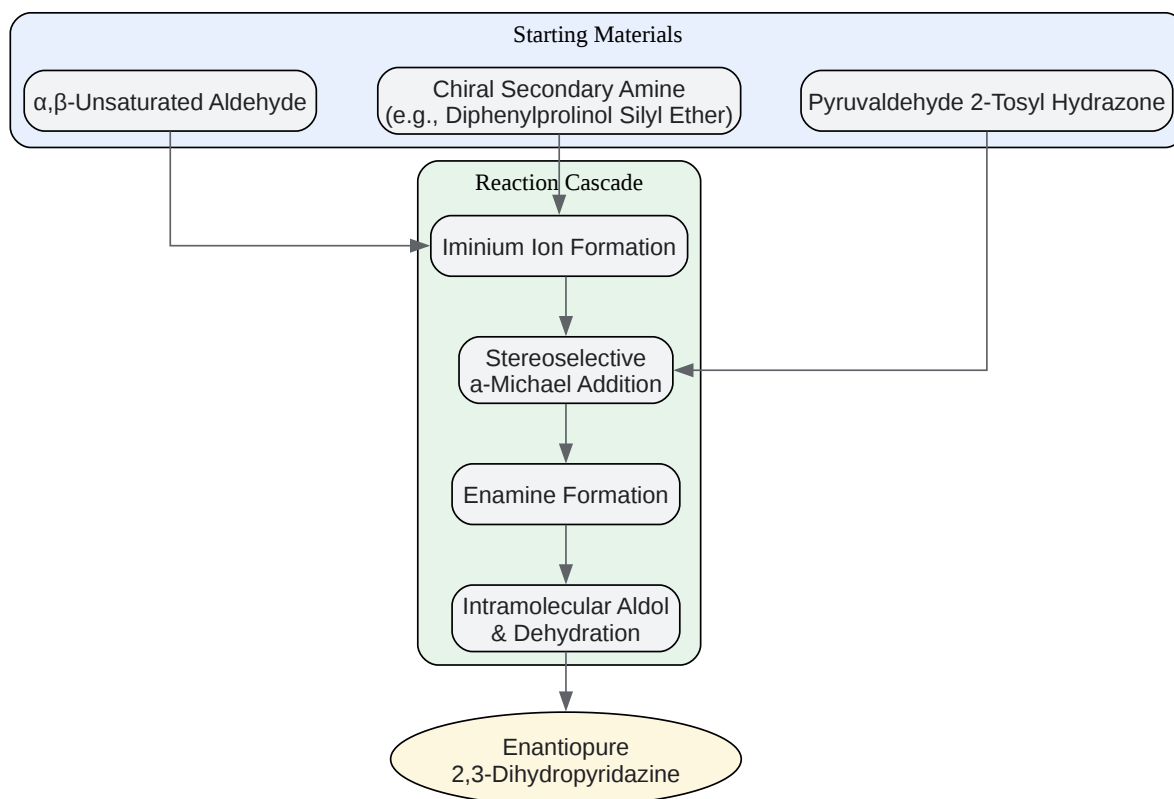 Starting Materials
α,β-Unsaturated Aldehyde
Chiral Secondary Amine
(e.g., Diphenylprolinol Silyl Ether)
Pyruvaldehyde 2-Tosyl Hydrazone
Reaction Cascade
Iminium Ion Formation
Stereoselective
a-Michael Addition
Enamine Formation
Intramolecular Aldol
& Dehydration
Enantiopure
2,3-Dihydropyridazine